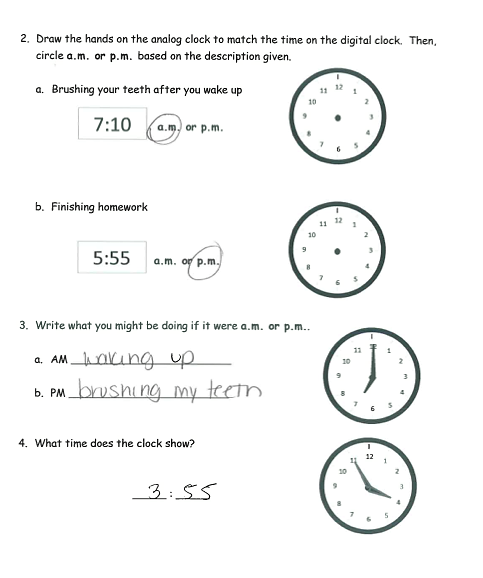 2. Draw the hands on the analog clock to match the time on the digital clock. Then,
circle a.m. or p.m. based on the description given.
a. Brushing your teeth after you wake up
7:10 a.m. or p.m.
11 12 1
10 2
9 3
8 4
7 6 5
b. Finishing homework
5:55 a.m. or p.m.
11 12 1
10 2
9 3
8 4
7 6 5
3. Write what you might be doing if it were a.m. or p.m..
a. AM waking up
b. PM brushing my teeth
11 12 1
10 2
9 3
8 4
7 6 5
4. What time does the clock show?
3:55
11 12 1
10 2
9 3
8 4
7 6 5